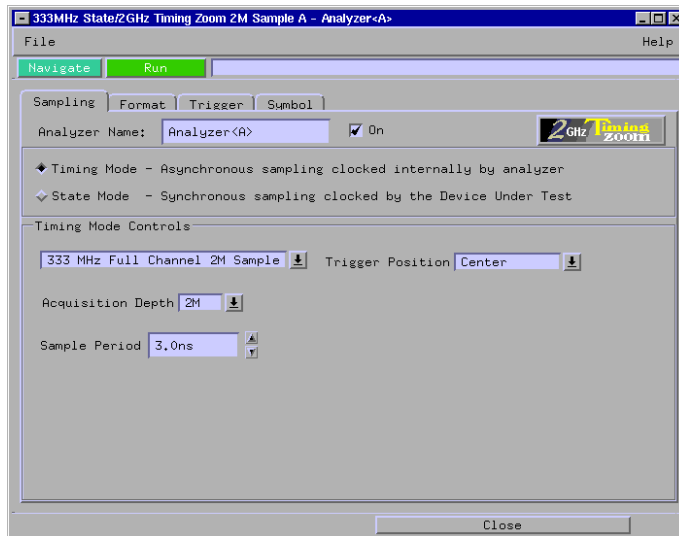 333MHz State/2GHz Timing Zoom 2M Sample A - Analyzer<A>
File Help
Navigate Run
Sampling Format Trigger Symbol
Analyzer Name: Analyzer<A> On 2 GHz Timing zoom
Timing Mode - Asynchronous sampling clocked internally by analyzer
State Mode - Synchronous sampling clocked by the Device Under Test
Timing Mode Controls
333 MHz Full Channel 2M Sample Trigger Position Center
Acquisition Depth 2M
Sample Period 3.0ns
Close